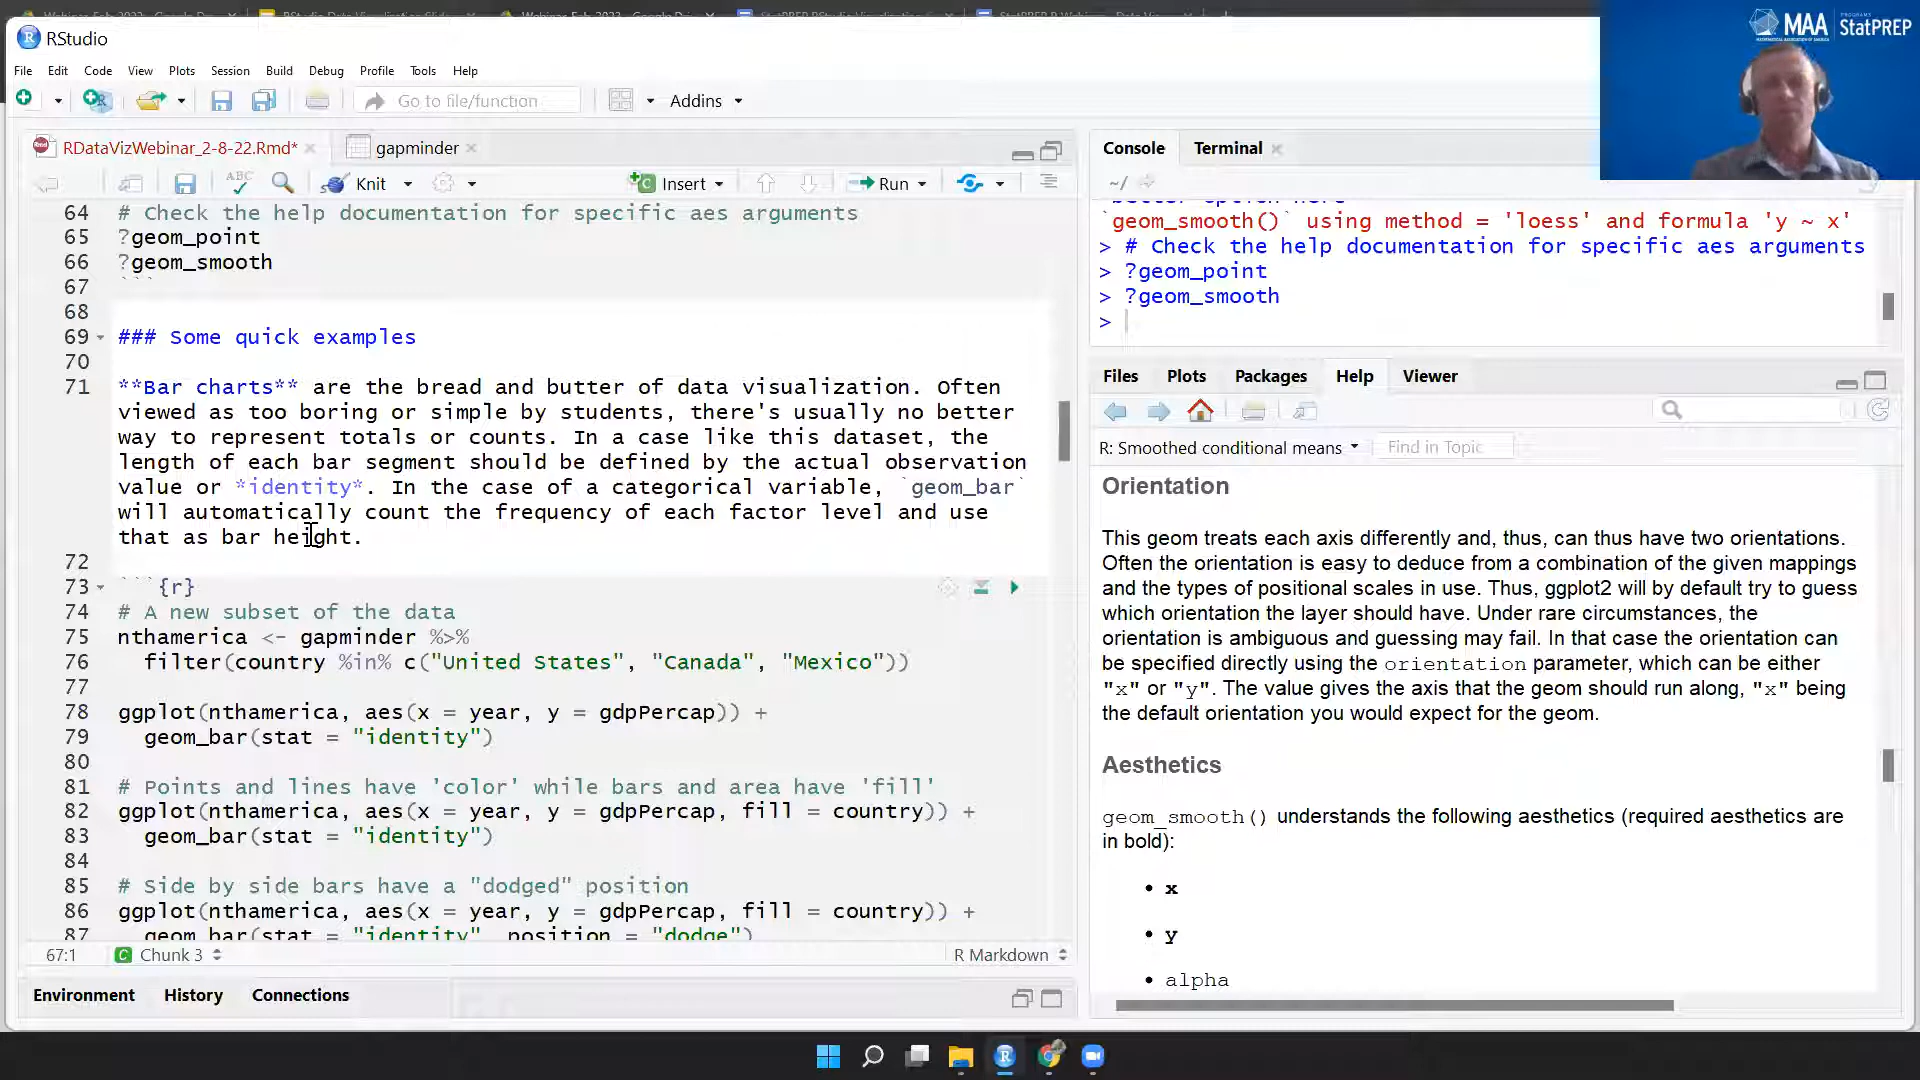 RStudio
PROGRAMS
MAA StatPREP
MATHEMATICAL ASSOCIATION OF AMERICA
File Edit Code View Plots Session Build Debug Profile Tools Help
Go to file/function Addins
RDataVizWebinar_2-8-22.Rmd* gapminder
ABC Knit Insert Run
64 # Check the help documentation for specific aes arguments
65 ?geom_point
66 ?geom_smooth
67 ```
68
69 ### Some quick examples
70
71 **Bar charts** are the bread and butter of data visualization. Often
viewed as too boring or simple by students, there's usually no better
way to represent totals or counts. In a case like this dataset, the
length of each bar segment should be defined by the actual observation
value or *identity*. In the case of a categorical variable, `geom_bar`
will automatically count the frequency of each factor level and use
that as bar height.
72
73 ```{r}
74 # A new subset of the data
75 nthamerica <- gapminder %>%
76 filter(country %in% c("United States", "Canada", "Mexico"))
77
78 ggplot(nthamerica, aes(x = year, y = gdpPercap)) +
79 geom_bar(stat = "identity")
80
81 # Points and lines have 'color' while bars and area have 'fill'
82 ggplot(nthamerica, aes(x = year, y = gdpPercap, fill = country)) +
83 geom_bar(stat = "identity")
84
85 # Side by side bars have a "dodged" position
86 ggplot(nthamerica, aes(x = year, y = gdpPercap, fill = country)) +
87 geom_bar(stat = "identity", position = "dodge")
67:1 Chunk 3 R Markdown
Environment History Connections
Console Terminal
~/
better option here
`geom_smooth()` using method = 'loess' and formula 'y ~ x'
> # Check the help documentation for specific aes arguments
> ?geom_point
> ?geom_smooth
>
Files Plots Packages Help Viewer
R: Smoothed conditional means Find in Topic
Orientation
This geom treats each axis differently and, thus, can thus have two orientations.
Often the orientation is easy to deduce from a combination of the given mappings
and the types of positional scales in use. Thus, ggplot2 will by default try to guess
which orientation the layer should have. Under rare circumstances, the
orientation is ambiguous and guessing may fail. In that case the orientation can
be specified directly using the orientation parameter, which can be either
"x" or "y". The value gives the axis that the geom should run along, "x" being
the default orientation you would expect for the geom.
Aesthetics
geom_smooth() understands the following aesthetics (required aesthetics are
in bold):
• x
• y
• alpha